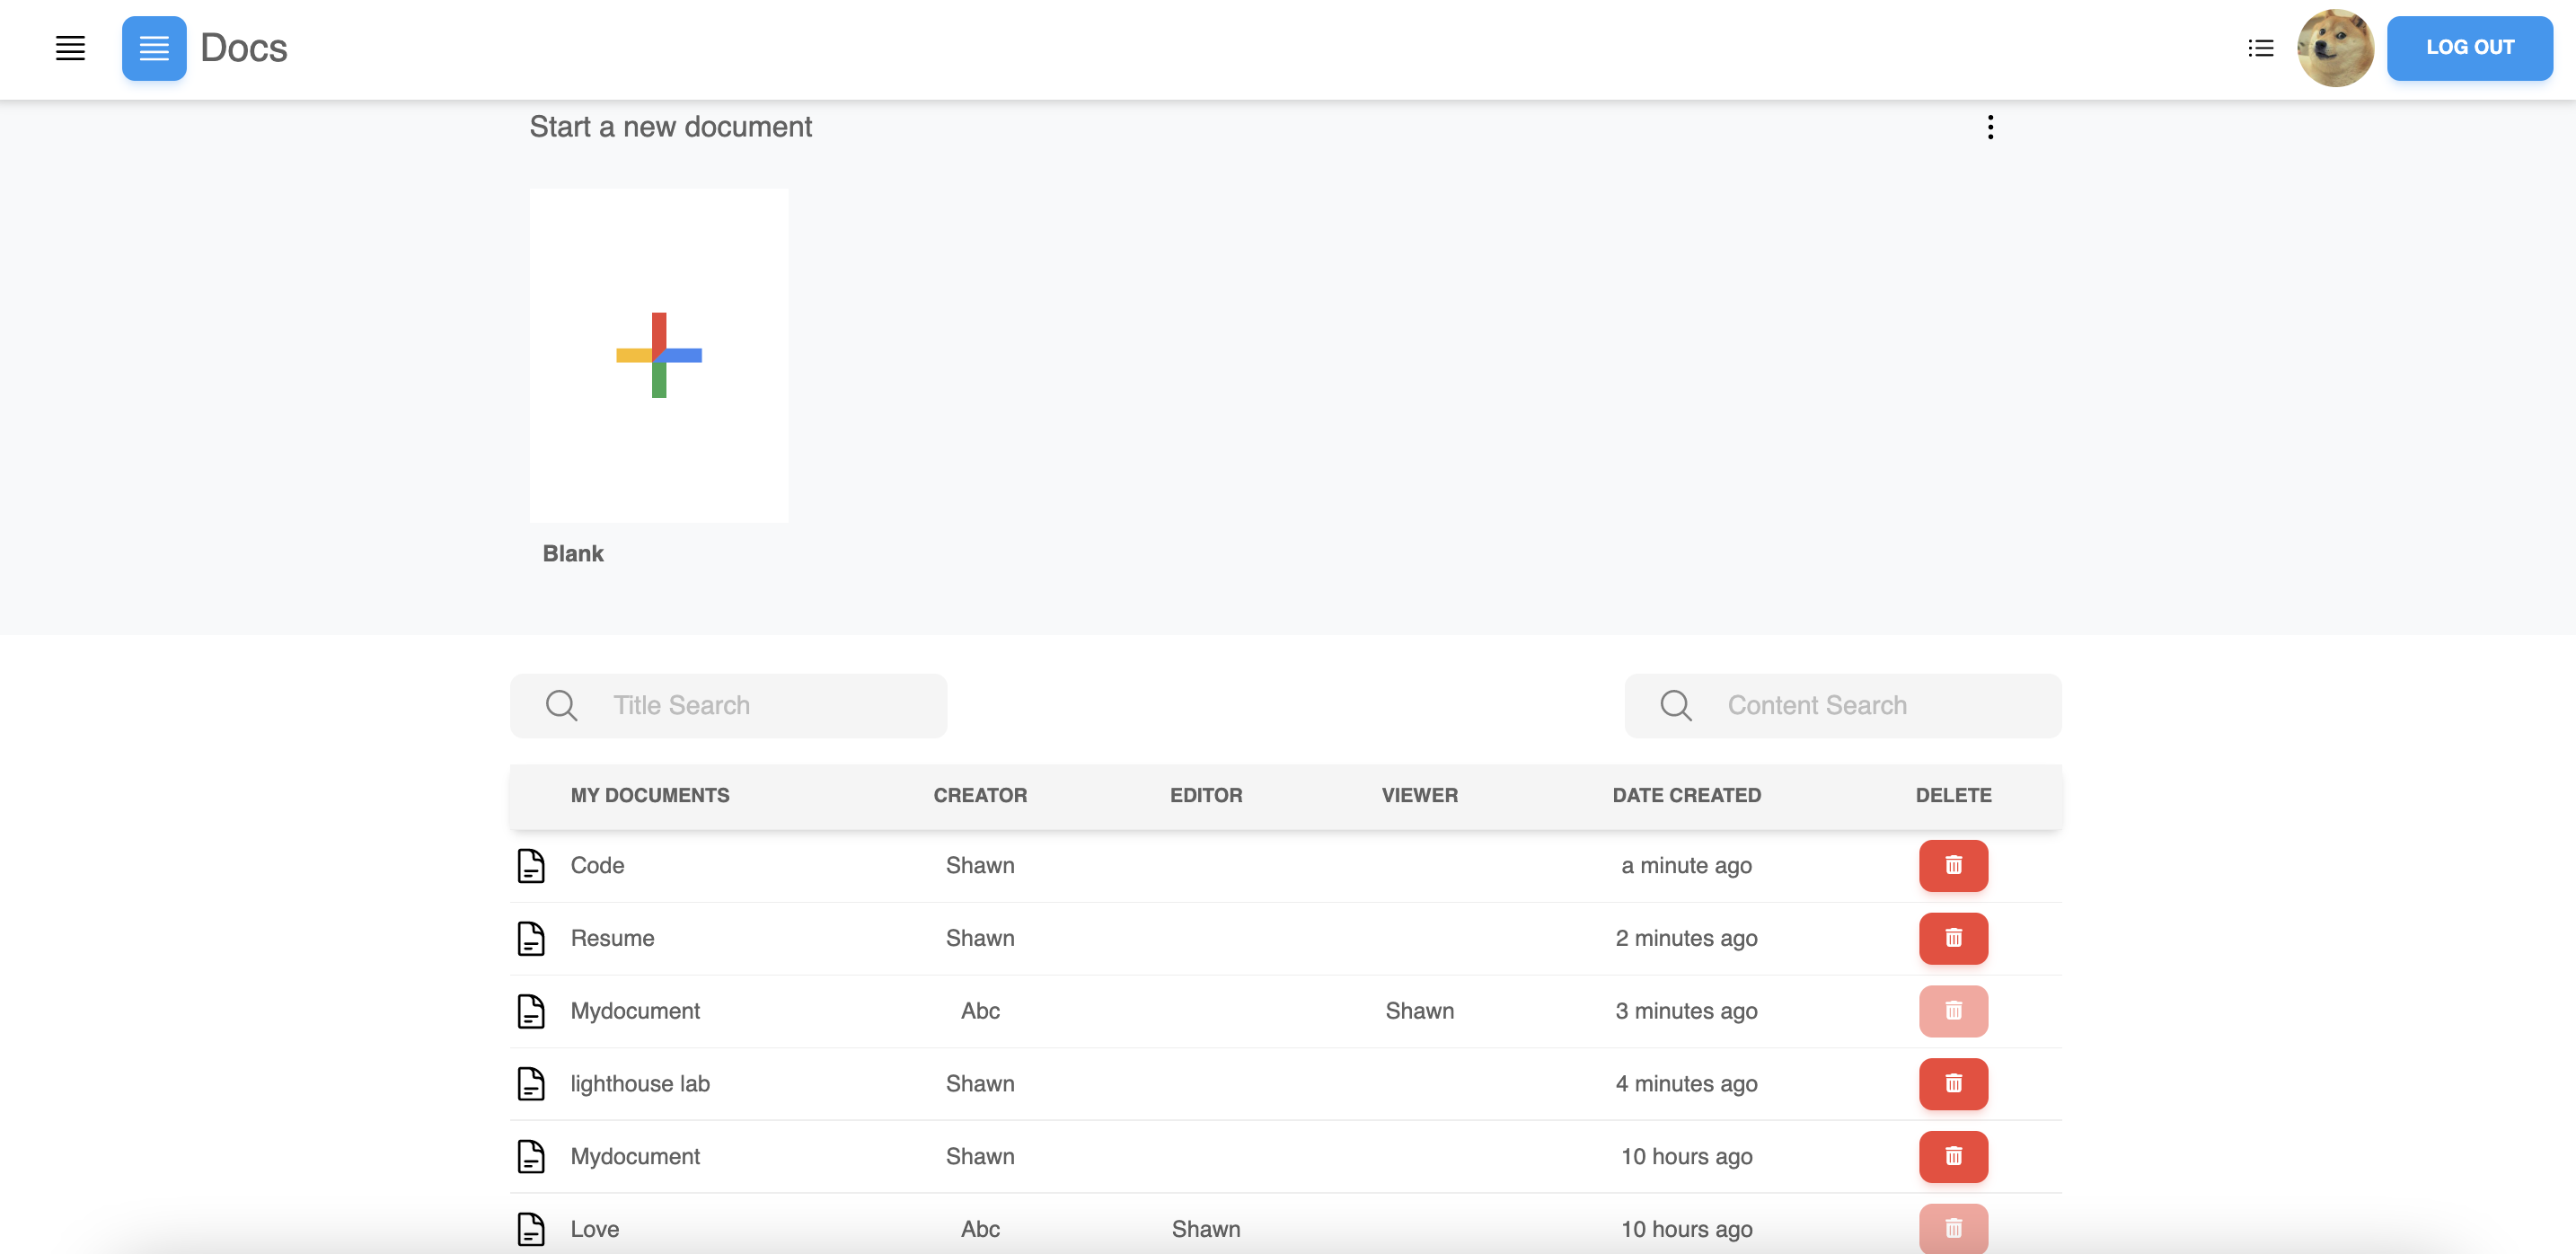 Docs
LOG OUT
Start a new document
Blank
Title Search
Content Search
MY DOCUMENTS CREATOR EDITOR VIEWER DATE CREATED DELETE
Code Shawn a minute ago
Resume Shawn 2 minutes ago
Mydocument Abc Shawn 3 minutes ago
lighthouse lab Shawn 4 minutes ago
Mydocument Shawn 10 hours ago
Love Abc Shawn 10 hours ago